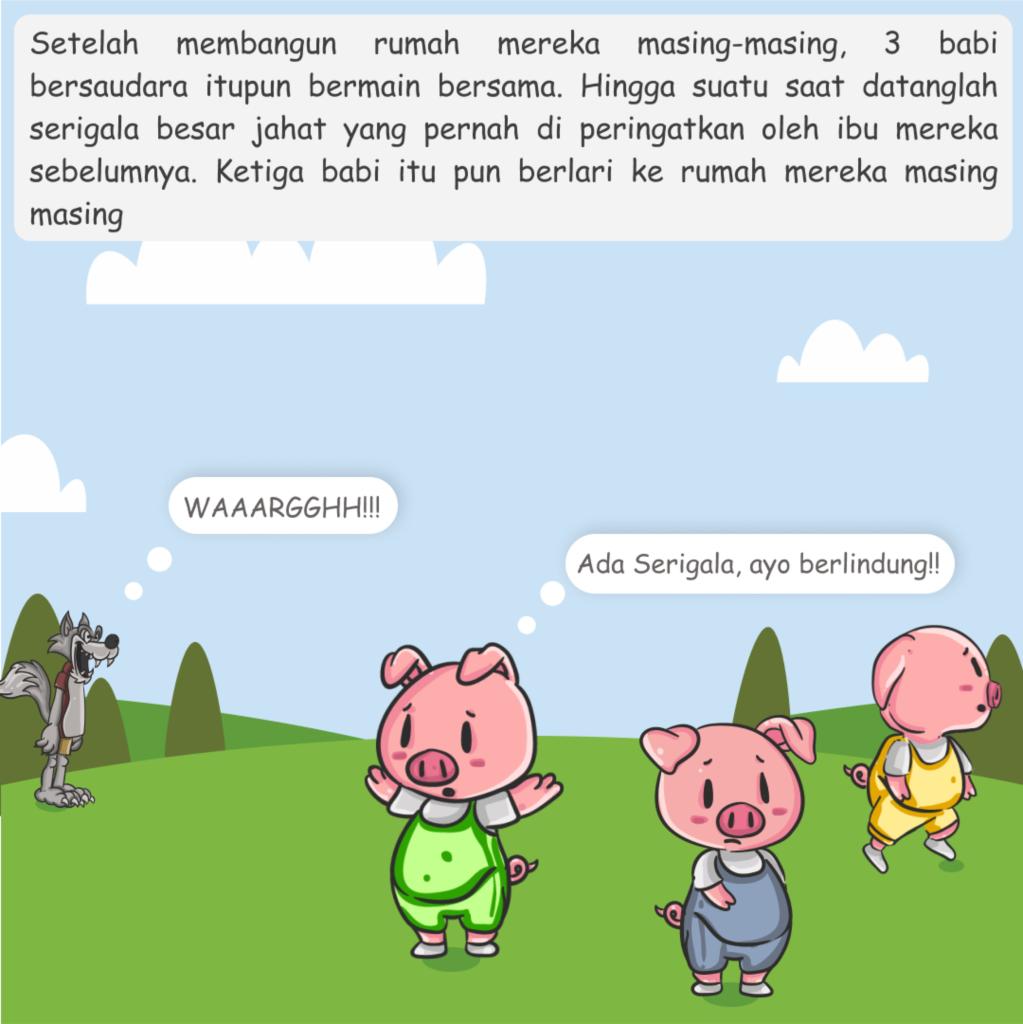 Setelah membangun rumah mereka masing-masing, 3 babi
bersaudara itupun bermain bersama. Hingga suatu saat datanglah
serigala besar jahat yang pernah di peringatkan oleh ibu mereka
sebelumnya. Ketiga babi itu pun berlari ke rumah mereka masing
masing
WAAARGGHH!!!
Ada Serigala, ayo berlindung!!